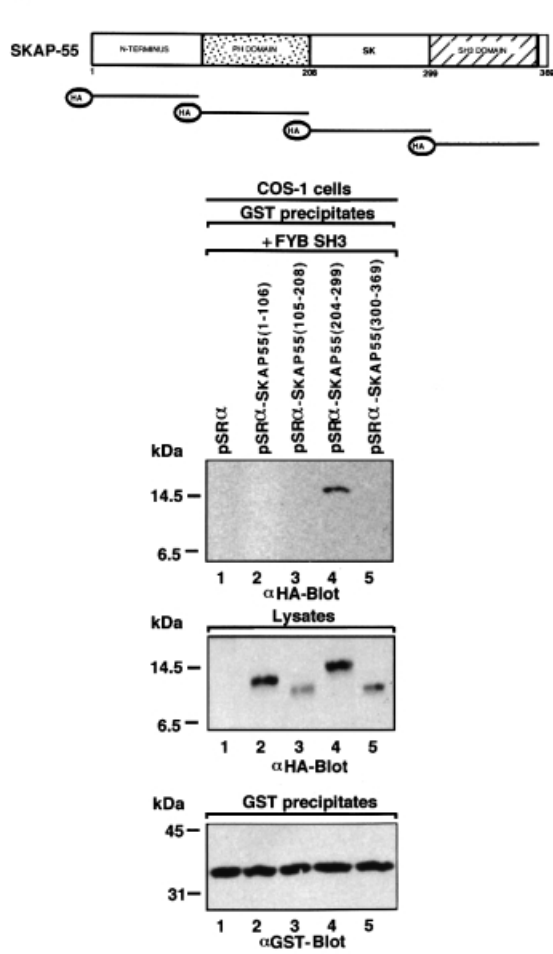 SKAP-55 N-TERMINUS PH DOMAIN SK SH3 DOMAIN
1 208 299 369
HA
HA
HA
HA
COS-1 cells
GST precipitates
+ FYB SH3
pSRα
pSRα-SKAP55(1-106)
pSRα-SKAP55(105-208)
pSRα-SKAP55(204-299)
pSRα-SKAP55(300-369)
kDa
14.5
6.5
1 2 3 4 5
αHA-Blot
kDa Lysates
14.5
6.5
1 2 3 4 5
αHA-Blot
kDa GST precipitates
45
31
1 2 3 4 5
αGST-Blot